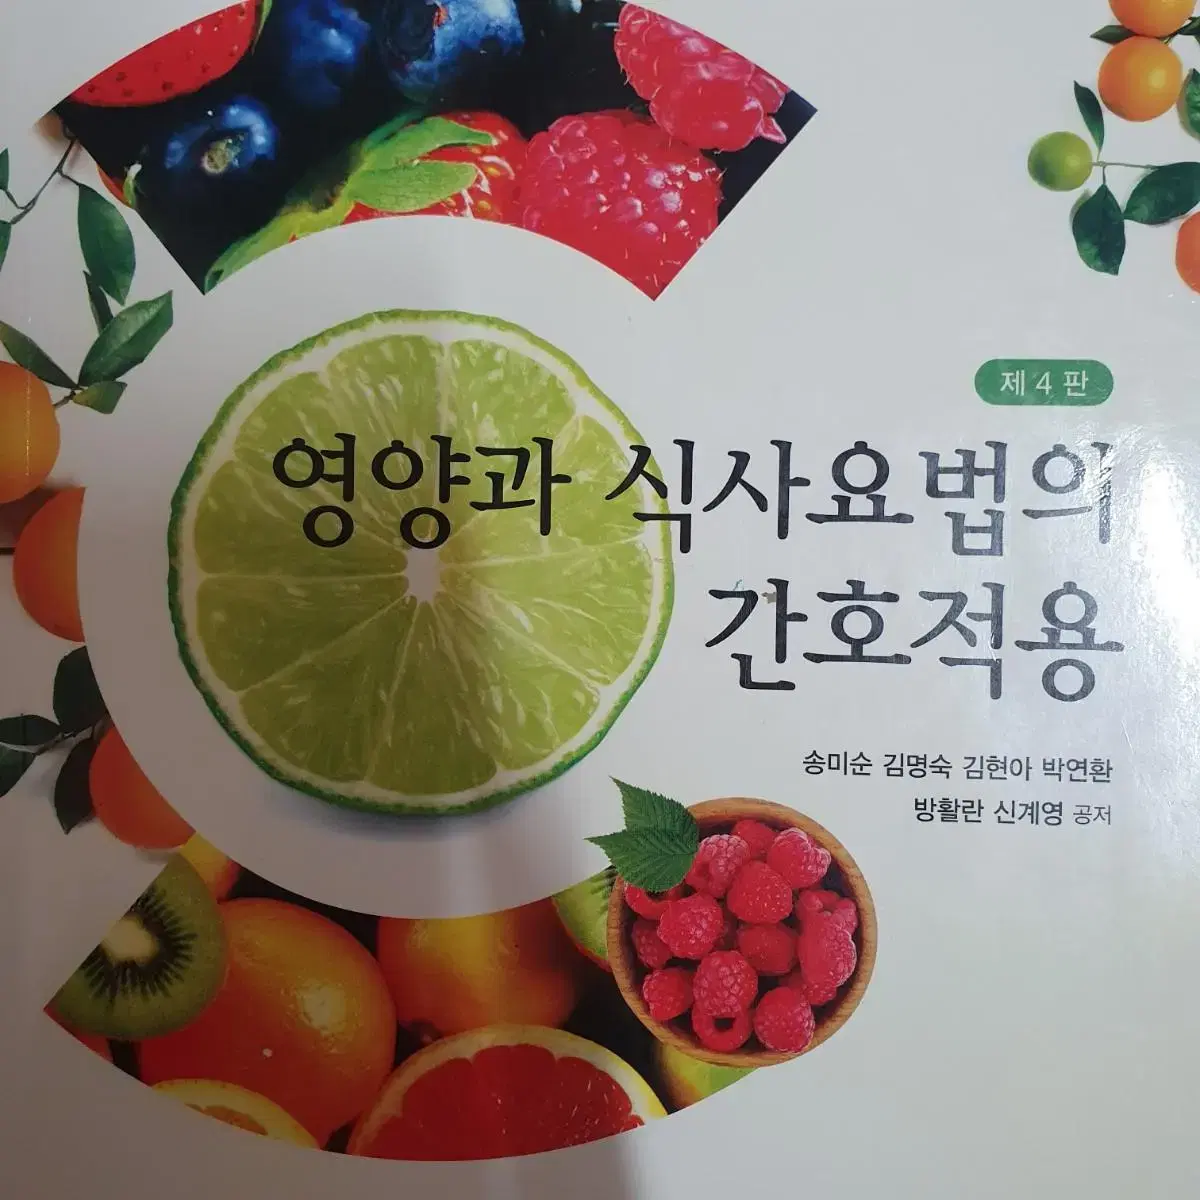 제 4 판
영양과 식사요법의
간호적용
송미순 김명숙 김현아 박연환
방활란 신계영 공저